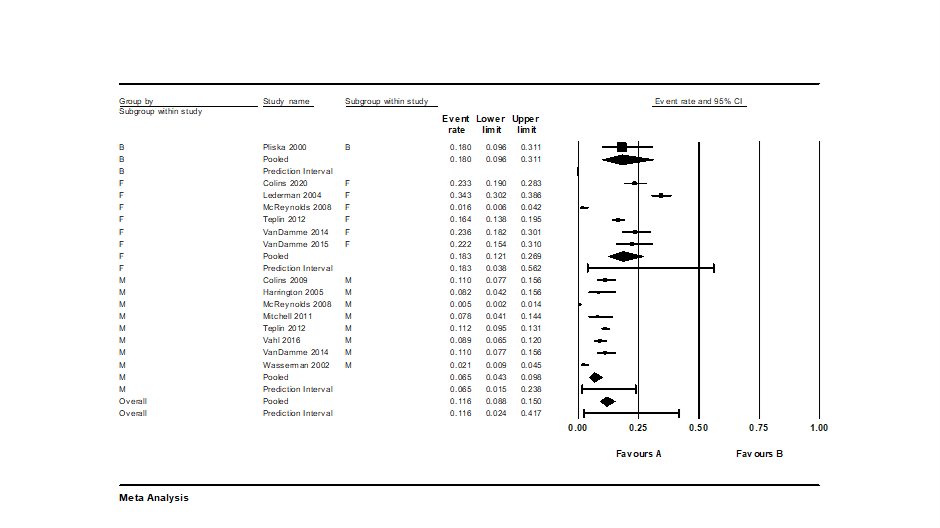 Group by Study name Subgroup within study Event rate and 95% CI
Subgroup within study
Event Lower Upper
rate limit limit
B Pliska 2000 B 0.180 0.096 0.311
B Pooled 0.180 0.096 0.311
B Prediction Interval
F Colins 2020 F 0.233 0.190 0.283
F Lederman 2004 F 0.343 0.302 0.386
F McReynolds 2008 F 0.016 0.006 0.042
F Teplin 2012 F 0.164 0.138 0.195
F VanDamme 2014 F 0.236 0.182 0.301
F VanDamme 2015 F 0.222 0.154 0.310
F Pooled 0.183 0.121 0.269
F Prediction Interval 0.183 0.038 0.562
M Colins 2009 M 0.110 0.077 0.156
M Harrington 2005 M 0.082 0.042 0.156
M McReynolds 2008 M 0.005 0.002 0.014
M Mitchell 2011 M 0.078 0.041 0.144
M Teplin 2012 M 0.112 0.095 0.131
M Vahl 2016 M 0.089 0.065 0.120
M VanDamme 2014 M 0.110 0.077 0.156
M Wasserman 2002 M 0.021 0.009 0.045
M Pooled 0.065 0.043 0.098
M Prediction Interval 0.065 0.015 0.238
Overall Pooled 0.116 0.088 0.150
Overall Prediction Interval 0.116 0.024 0.417
0.00 0.25 0.50 0.75 1.00
Favours A Favours B
Meta Analysis